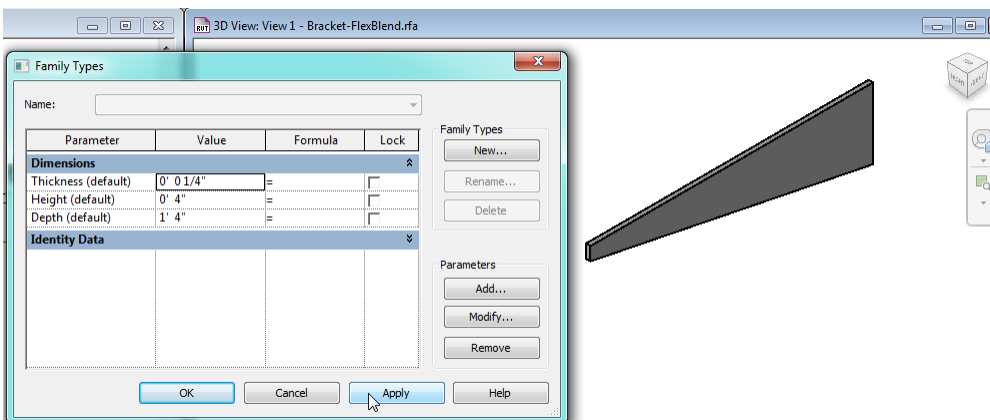 RVT 3D View: View 1 - Bracket-FlexBlend.rfa
Family Types
Name:
Parameter Value Formula Lock
Dimensions
Thickness (default) 0' 0 1/4" =
Height (default) 0' 4" =
Depth (default) 1' 4" =
Identity Data
Family Types
New...
Rename...
Delete
Parameters
Add...
Modify...
Remove
OK Cancel Apply Help
RIGHT